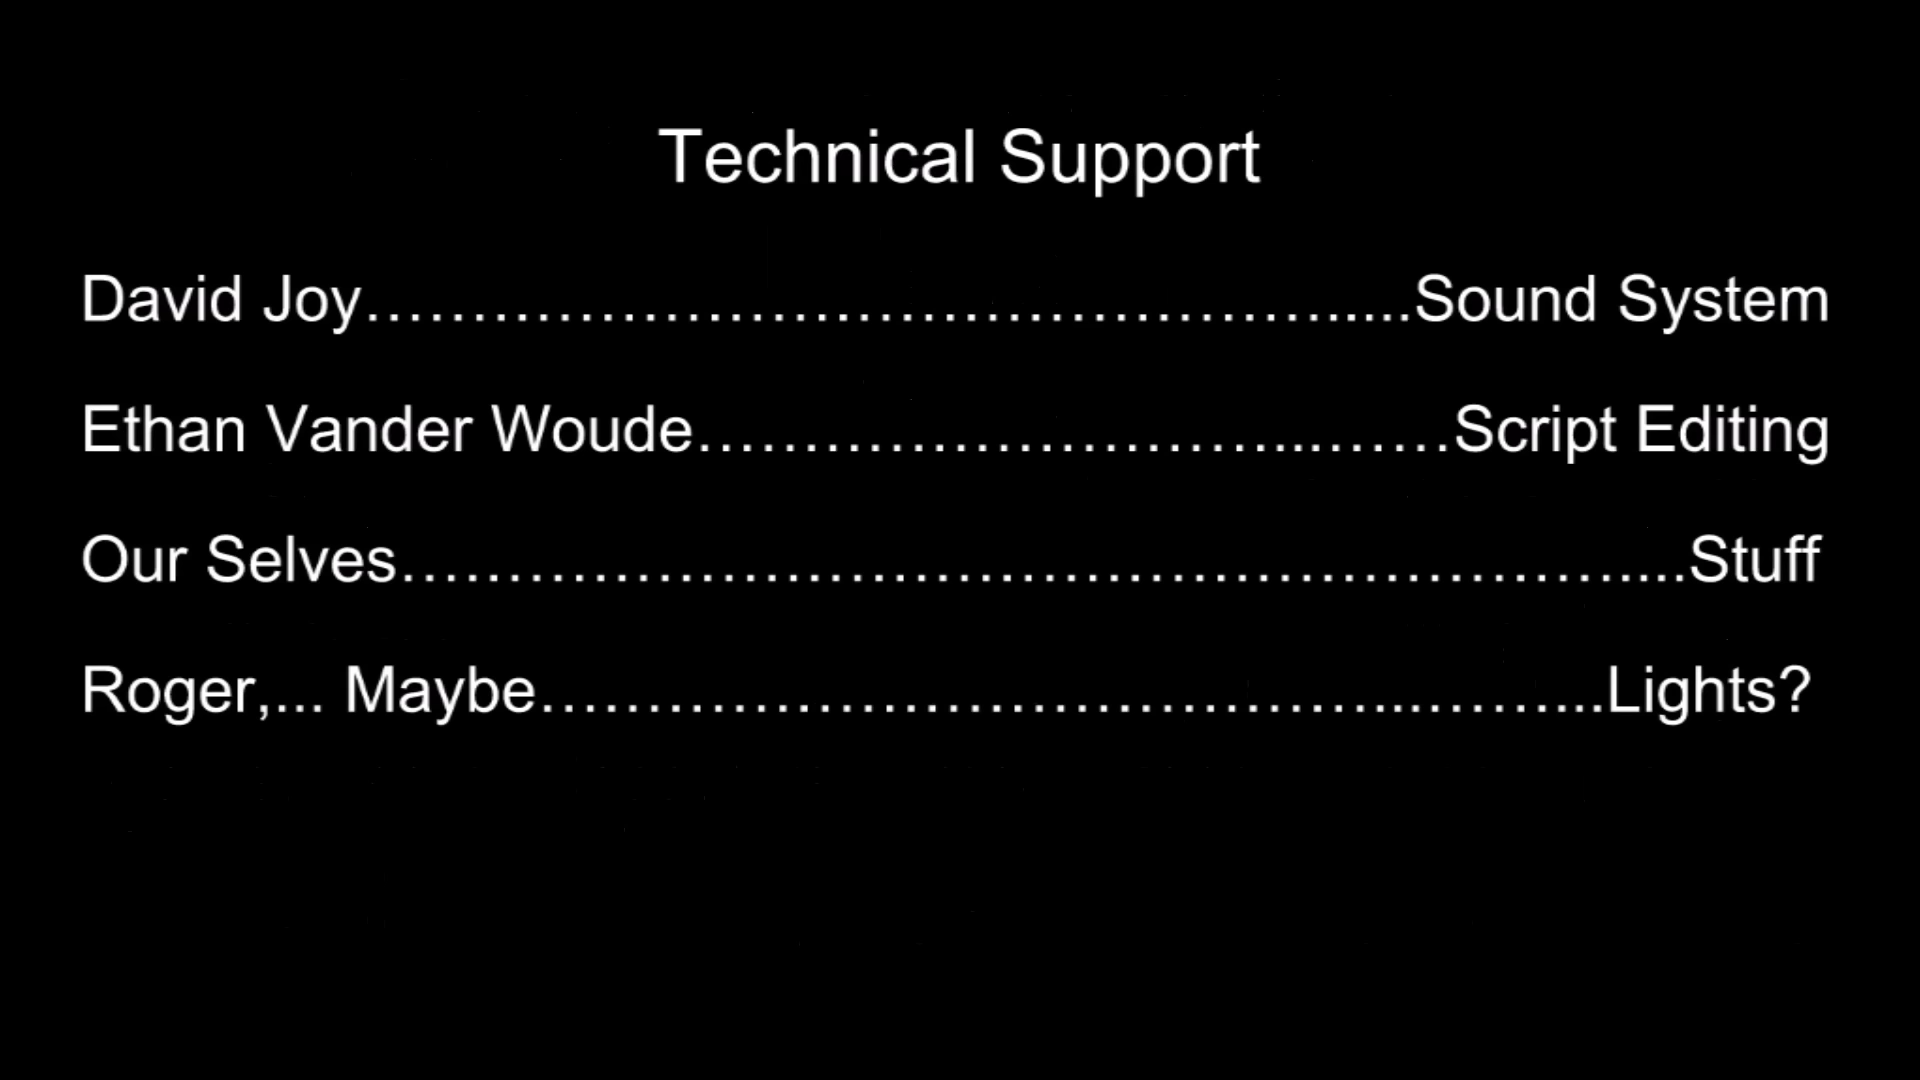 Technical Support
David Joy……………………………………………….....Sound System
Ethan Vander Woude…………………………...……Script Editing
Our Selves………………………………………………………....Stuff
Roger,... Maybe……………………………………..……...Lights?